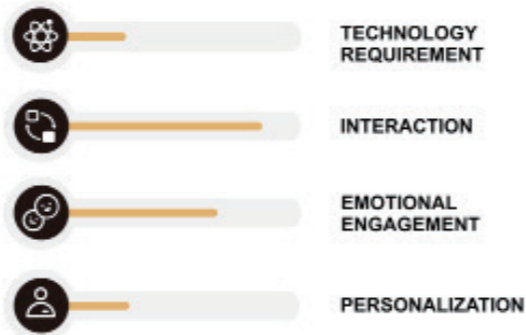 TECHNOLOGY
REQUIREMENT
INTERACTION
EMOTIONAL
ENGAGEMENT
PERSONALIZATION